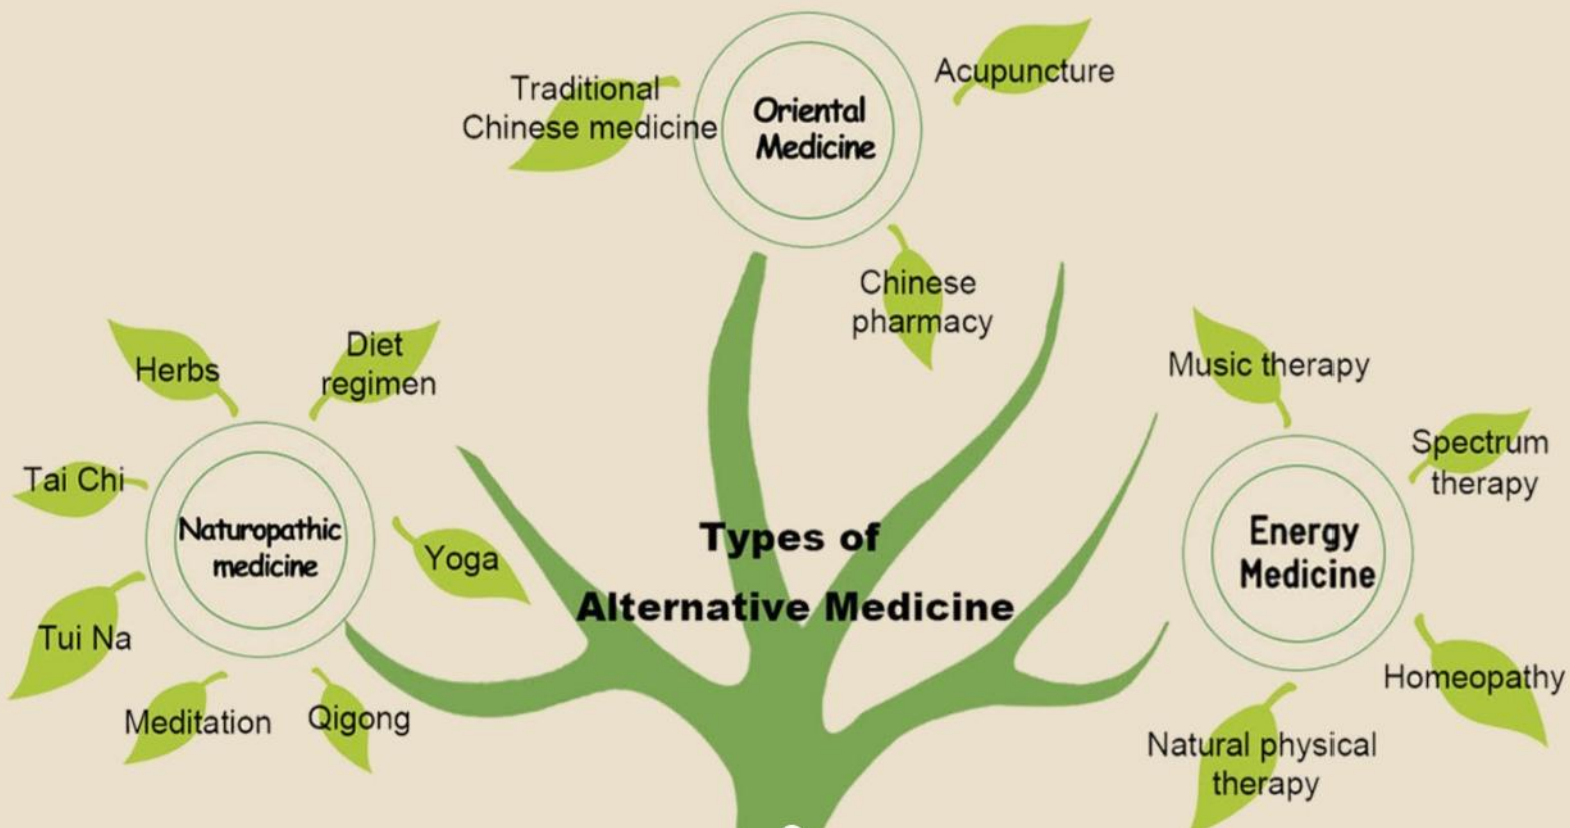 Traditional
Chinese medicine
Oriental
Medicine
Acupuncture
Chinese
pharmacy
Herbs
Diet
regimen
Tai Chi
Naturopathic
medicine
Yoga
Tui Na
Meditation
Qigong
Types of
Alternative Medicine
Music therapy
Spectrum
therapy
Energy
Medicine
Homeopathy
Natural physical
therapy